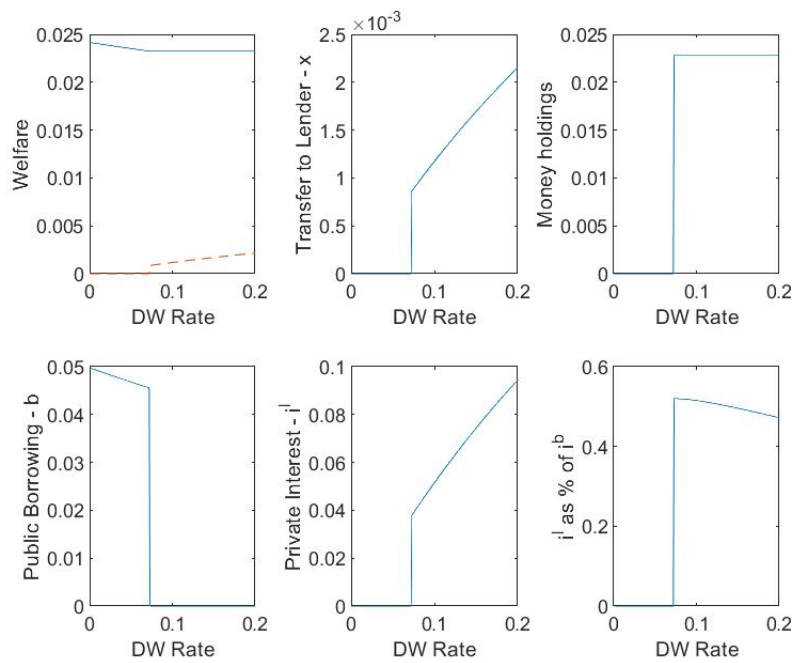 0.025
0.02
0.015
0.01
0.005
0
Welfare
0 0.1 0.2
DW Rate
×10⁻³
2.5
2
1.5
1
0.5
0
Transfer to Lender - x
0 0.1 0.2
DW Rate
0.025
0.02
0.015
0.01
0.005
0
Money holdings
0 0.1 0.2
DW Rate
0.05
0.04
0.03
0.02
0.01
0
Public Borrowing - b
0 0.1 0.2
DW Rate
0.1
0.08
0.06
0.04
0.02
0
Private Interest - iˡ
0 0.1 0.2
DW Rate
0.6
0.4
0.2
0
iˡ as % of iᵇ
0 0.1 0.2
DW Rate